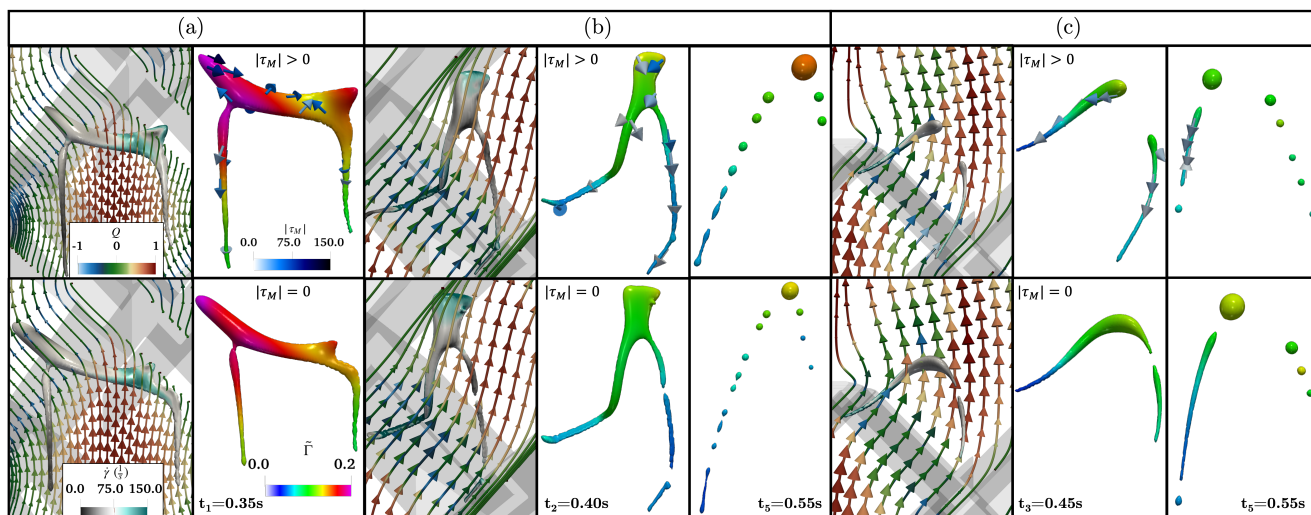 (a)
(b)
(c)
|τ_M| > 0
|τ_M| > 0
|τ_M| > 0
Q
-1 0 1
|τ_M|
0.0 75.0 150.0
|τ_M| = 0
|τ_M| = 0
|τ_M| = 0
γ̇ (1/s)
0.0 75.0 150.0
0.0 Γ̃ 0.2
t₁=0.35s
t₂=0.40s
t₅=0.55s
t₃=0.45s
t₅=0.55s